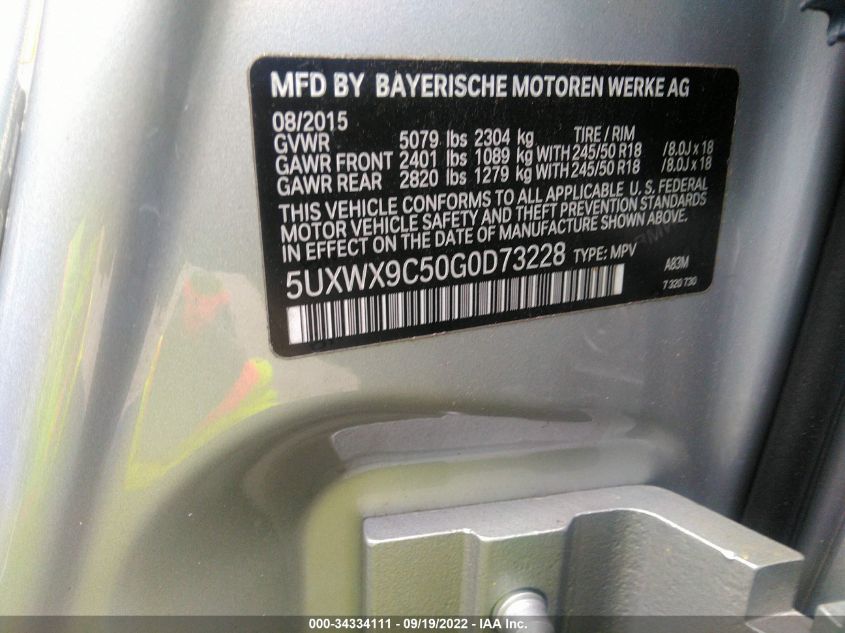 MFD BY BAYERISCHE MOTOREN WERKE AG
08/2015 TIRE / RIM
GVWR 5079 lbs 2304 kg
GAWR FRONT 2401 lbs 1089 kg WITH 245/50 R18 /8.0J x 18
GAWR REAR 2820 lbs 1279 kg WITH 245/50 R18 /8.0J x 18
THIS VEHICLE CONFORMS TO ALL APPLICABLE U. S. FEDERAL
MOTOR VEHICLE SAFETY AND THEFT PREVENTION STANDARDS
IN EFFECT ON THE DATE OF MANUFACTURE SHOWN ABOVE.
5UXWX9C50G0D73228 TYPE: MPV
A83M
7 320 730
000-34334111 - 09/19/2022 - IAA Inc.